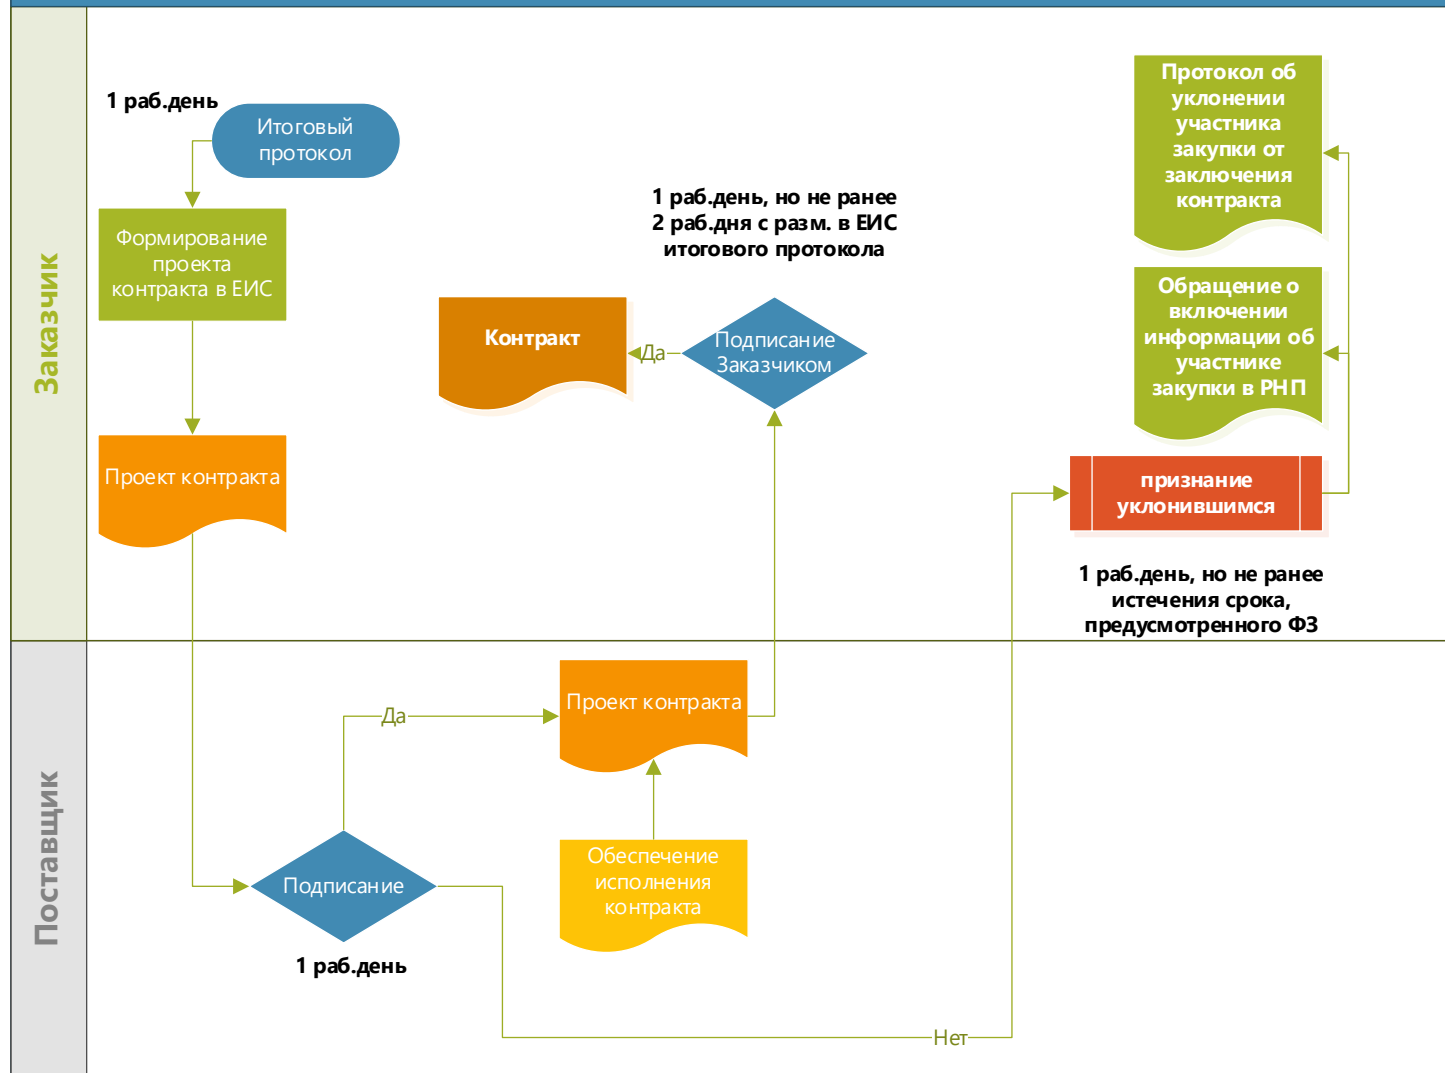 Заказчик
1 раб.день
Итоговый
протокол
Формирование
проекта
контракта в ЕИС
Проект контракта
Контракт
Да
Подписание
Заказчиком
1 раб.день, но не ранее
2 раб.дня с разм. в ЕИС
итогового протокола
Протокол об
уклонении
участника
закупки от
заключения
контракта
Обращение о
включении
информации об
участнике
закупки в РНП
признание
уклонившимся
1 раб.день, но не ранее
истечения срока,
предусмотренного ФЗ
Поставщик
Да
Проект контракта
Подписание
1 раб.день
Обеспечение
исполнения
контракта
Нет